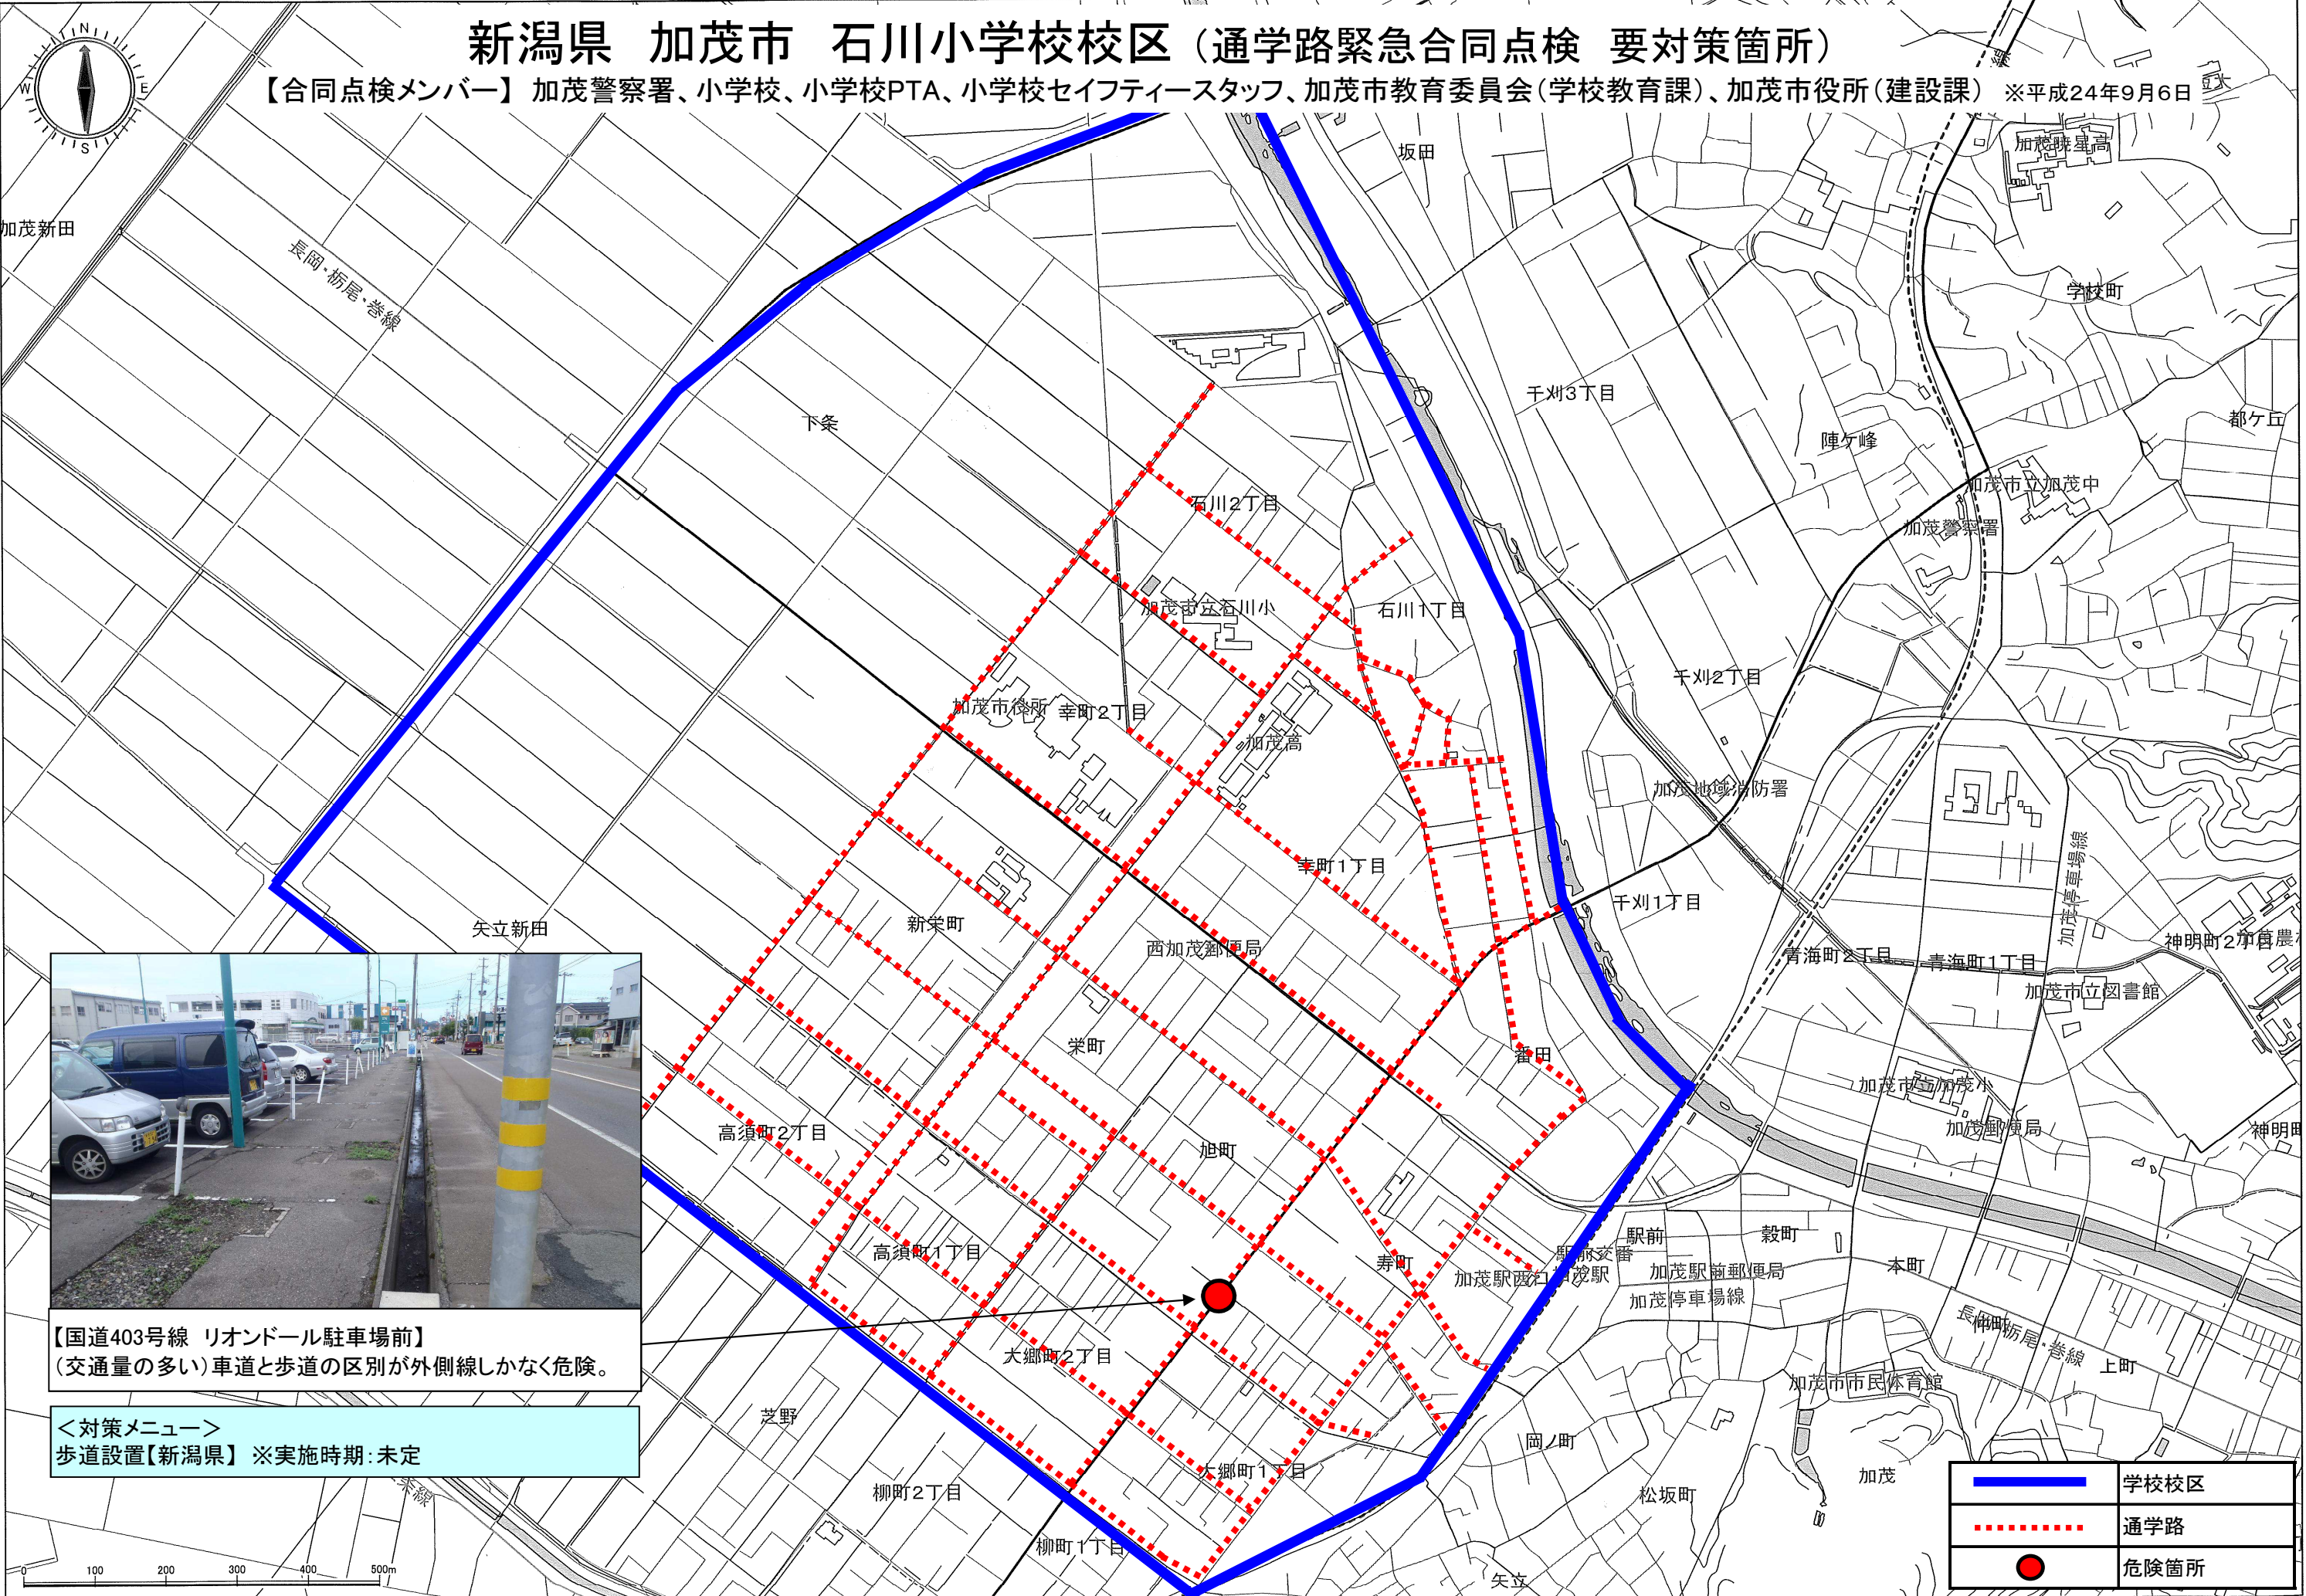 新潟県 加茂市 石川小学校校区(通学路緊急合同点検 要対策箇所)
【合同点検メンバー】 加茂警察署、小学校、小学校PTA、小学校セイフティースタッフ、加茂市教育委員会(学校教育課)、加茂市役所(建設課) ※平成24年9月6日
N
W
E
S
坂田
加茂暁星高
加茂新田
長岡・栃尾・巻線
学校町
千刈3丁目
下条
都ケ丘
陣ケ峰
加茂市立加茂中
石川2丁目
加茂警察署
加茂市立石川小
石川1丁目
千刈2丁目
加茂市役所
幸町2丁目
加茂高
加茂地域消防署
加茂停車場線
幸町1丁目
千刈1丁目
新栄町
矢立新田
西加茂郵便局
神明町2丁目
青海町2丁目
青海町1丁目
加茂市立図書館
栄町
番田
加茂市立加茂小
加茂郵便局
高須町2丁目
旭町
駅前
穀町
高須町1丁目
寿町
駅前交番
加茂駅西口
加茂駅
加茂駅前郵便局
本町
加茂停車場線
長岡・栃尾・巻線
仲町
上町
大郷町2丁目
加茂市市民体育館
芝野
岡ノ町
大郷町1丁目
加茂
柳町2丁目
松坂町
柳町1丁目
矢立
【国道403号線 リオンドール駐車場前】
(交通量の多い)車道と歩道の区別が外側線しかなく危険。
<対策メニュー>
歩道設置【新潟県】 ※実施時期:未定
0 100 200 300 400 500m
学校校区
通学路
危険箇所